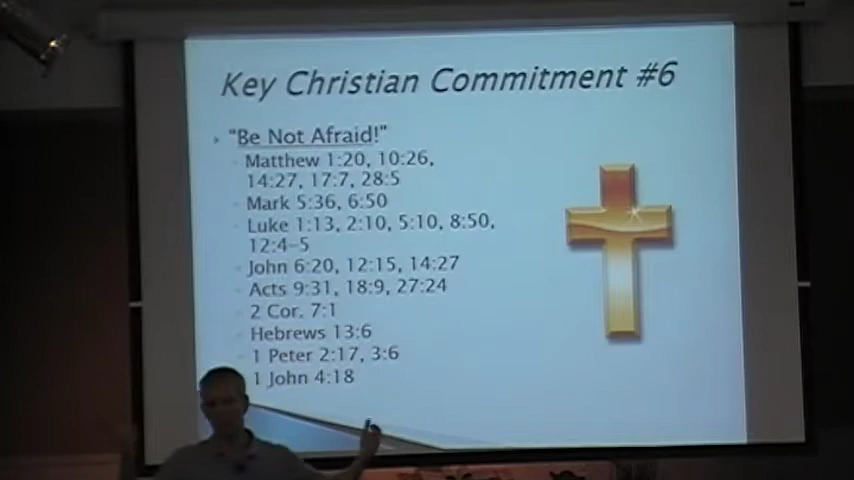 Key Christian Commitment #6
"Be Not Afraid!"
Matthew 1:20, 10:26,
14:27, 17:7, 28:5
Mark 5:36, 6:50
Luke 1:13, 2:10, 5:10, 8:50,
12:4-5
John 6:20, 12:15, 14:27
Acts 9:31, 18:9, 27:24
2 Cor. 7:1
Hebrews 13:6
1 Peter 2:17, 3:6
1 John 4:18